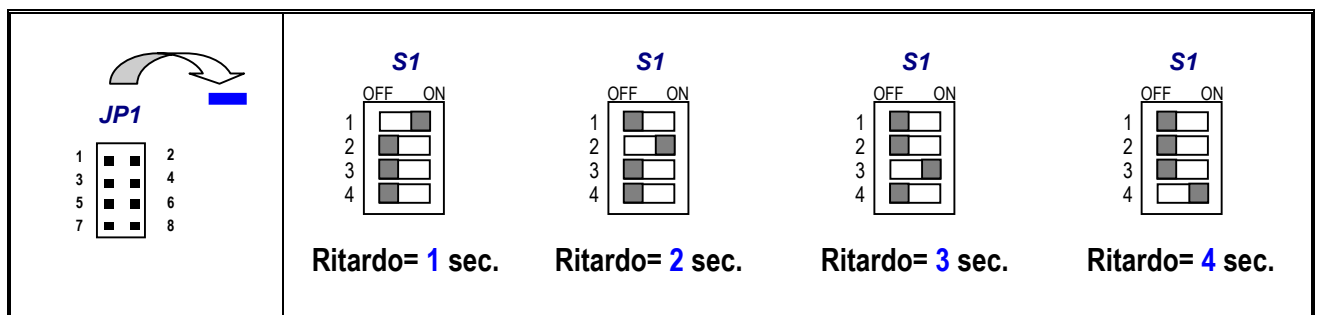 JP1
1 2
3 4
5 6
7 8
S1
OFF ON
1
2
3
4
Ritardo= 1 sec.
S1
OFF ON
1
2
3
4
Ritardo= 2 sec.
S1
OFF ON
1
2
3
4
Ritardo= 3 sec.
S1
OFF ON
1
2
3
4
Ritardo= 4 sec.